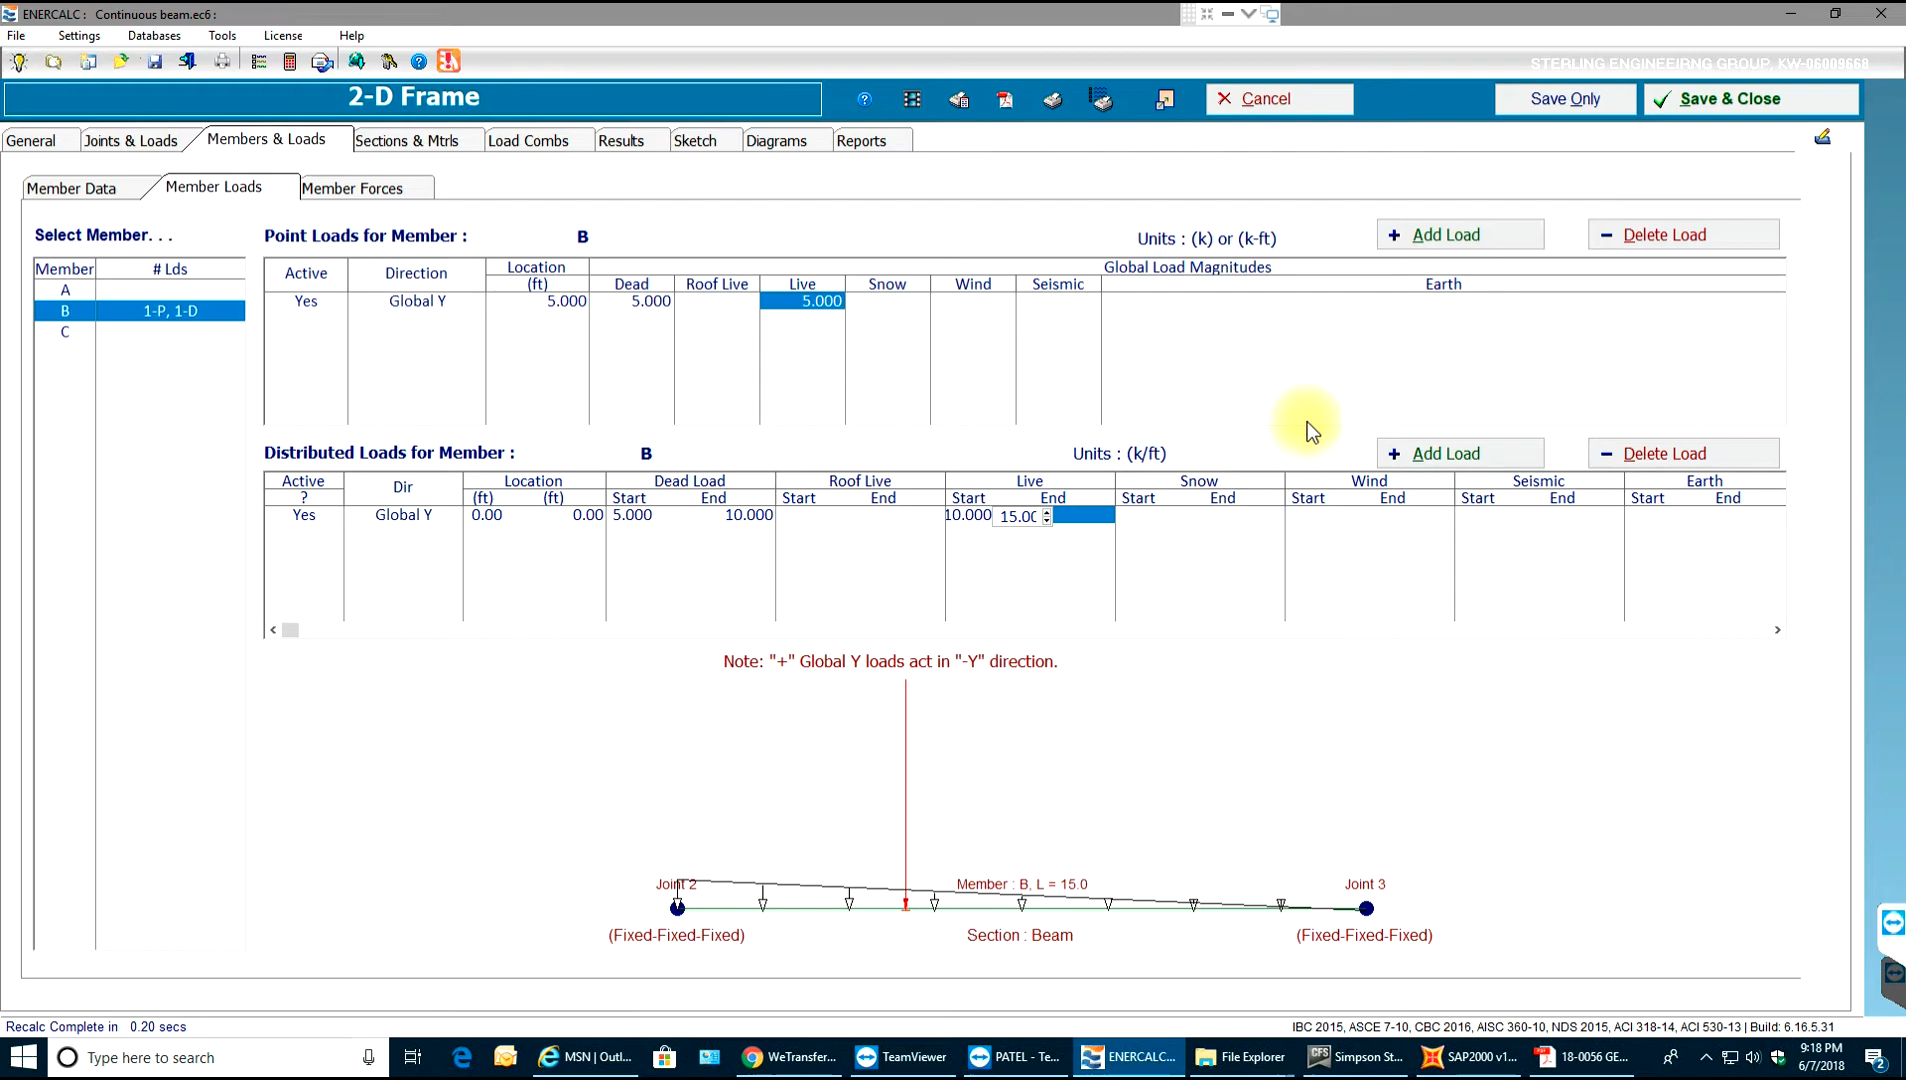 ENERCALC : Continuous beam.ec6 :
File Settings Databases Tools License Help
STERLING ENGINEEIRNG GROUP, KW-06009668
2-D Frame
Cancel
Save Only
Save & Close
General Joints & Loads Members & Loads Sections & Mtrls Load Combs Results Sketch Diagrams Reports
Member Data Member Loads Member Forces
Select Member. . .
Member # Lds
A
B 1-P, 1-D
C
Point Loads for Member : B Units : (k) or (k-ft) + Add Load − Delete Load
Active Direction Location (ft) Global Load Magnitudes
Dead Roof Live Live Snow Wind Seismic Earth
Yes Global Y 5.000 5.000 5.000
Distributed Loads for Member : B Units : (k/ft) + Add Load − Delete Load
Active Dir Location Dead Load Roof Live Live Snow Wind Seismic Earth
? (ft) (ft) Start End Start End Start End Start End Start End Start End Start End
Yes Global Y 0.00 0.00 5.000 10.000 10.000 15.00
Note: "+" Global Y loads act in "-Y" direction.
Joint 2 Member : B, L = 15.0 Joint 3
(Fixed-Fixed-Fixed) Section : Beam (Fixed-Fixed-Fixed)
Recalc Complete in 0.20 secs
IBC 2015, ASCE 7-10, CBC 2016, AISC 360-10, NDS 2015, ACI 318-14, ACI 530-13 | Build: 6.16.5.31
Type here to search
MSN | Outl...
WeTransfer...
TeamViewer
PATEL - Te...
ENERCALC...
File Explorer
CFS
Simpson St...
SAP2000 v1...
18-0056 GE...
9:18 PM
6/7/2018
2